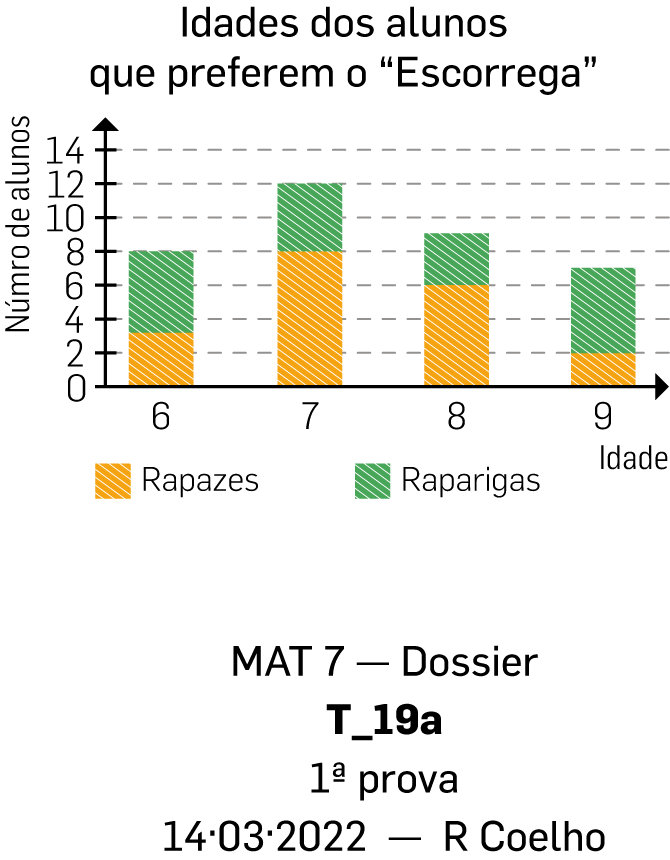 Idades dos alunos
que preferem o “Escorrega”
Númro de alunos
14
12
10
8
6
4
2
0
6 7 8 9
Idade
Rapazes Raparigas
MAT 7 — Dossier
T_19a
1ª prova
14·03·2022 — R Coelho